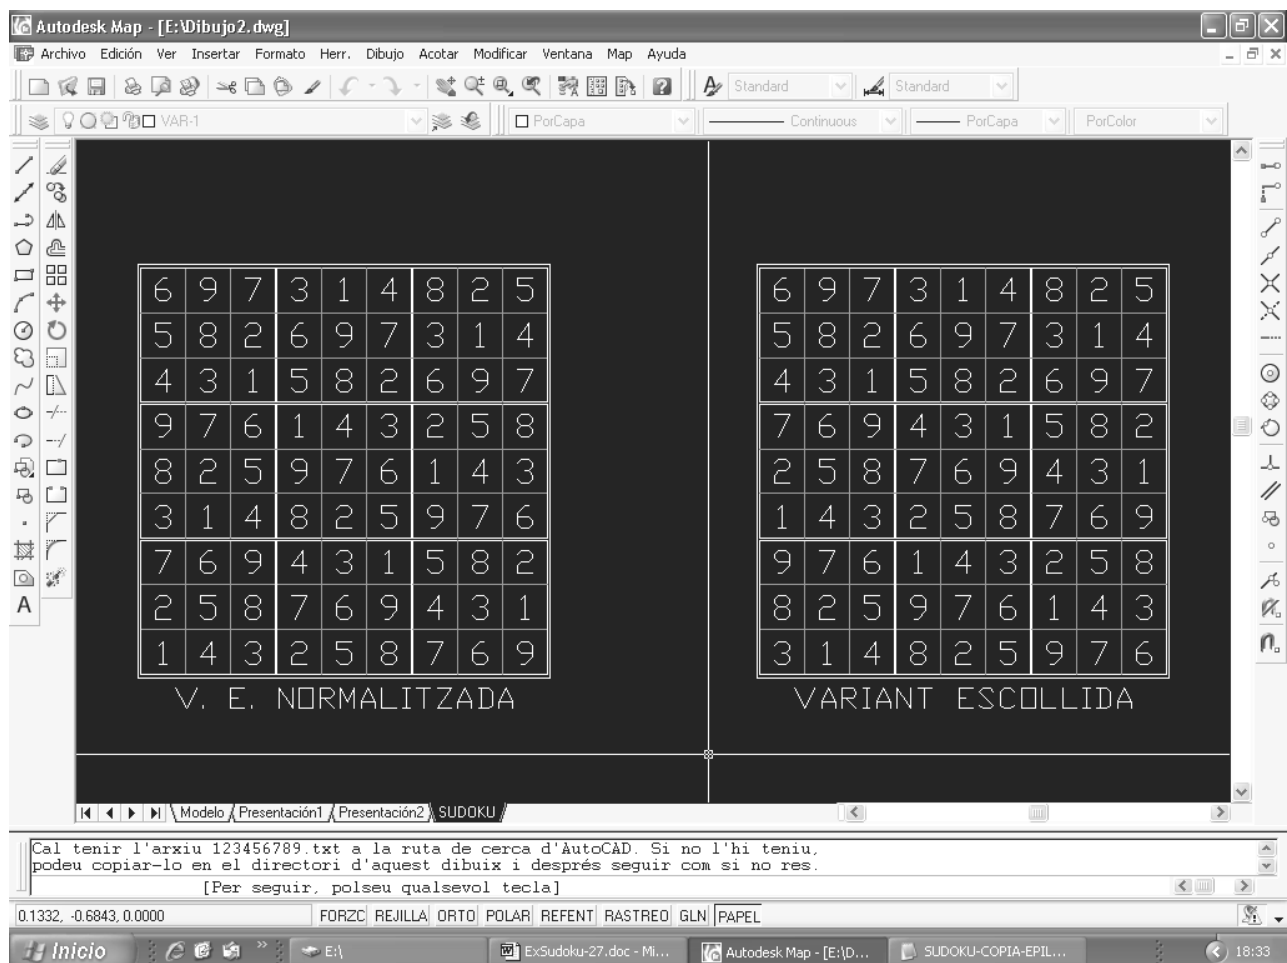 Autodesk Map - [E:\Dibujo2.dwg]
Archivo Edición Ver Insertar Formato Herr. Dibujo Acotar Modificar Ventana Map Ayuda
Standard Standard
VAR-1 PorCapa Continuous PorCapa PorColor
6 9 7 3 1 4 8 2 5 6 9 7 3 1 4 8 2 5
5 8 2 6 9 7 3 1 4 5 8 2 6 9 7 3 1 4
4 3 1 5 8 2 6 9 7 4 3 1 5 8 2 6 9 7
9 7 6 1 4 3 2 5 8 7 6 9 4 3 1 5 8 2
8 2 5 9 7 6 1 4 3 2 5 8 7 6 9 4 3 1
3 1 4 8 2 5 9 7 6 1 4 3 2 5 8 7 6 9
7 6 9 4 3 1 5 8 2 9 7 6 1 4 3 2 5 8
2 5 8 7 6 9 4 3 1 8 2 5 9 7 6 1 4 3
1 4 3 2 5 8 7 6 9 3 1 4 8 2 5 9 7 6
V. E. NORMALITZADA VARIANT ESCOLLIDA
Modelo Presentación1 Presentación2 SUDOKU
Cal tenir l'arxiu 123456789.txt a la ruta de cerca d'AutoCAD. Si no l'hi teniu,
podeu copiar-lo en el directori d'aquest dibuix i després seguir com si no res.
[Per seguir, polseu qualsevol tecla]
0.1332, -0.6843, 0.0000 FORZC REJILLA ORTO POLAR REFENT RASTREO GLN PAPEL
Inicio E:\ ExSudoku-27.doc - Mi... Autodesk Map - [E:\D... SUDOKU-COPIA-EPIL... 18:33